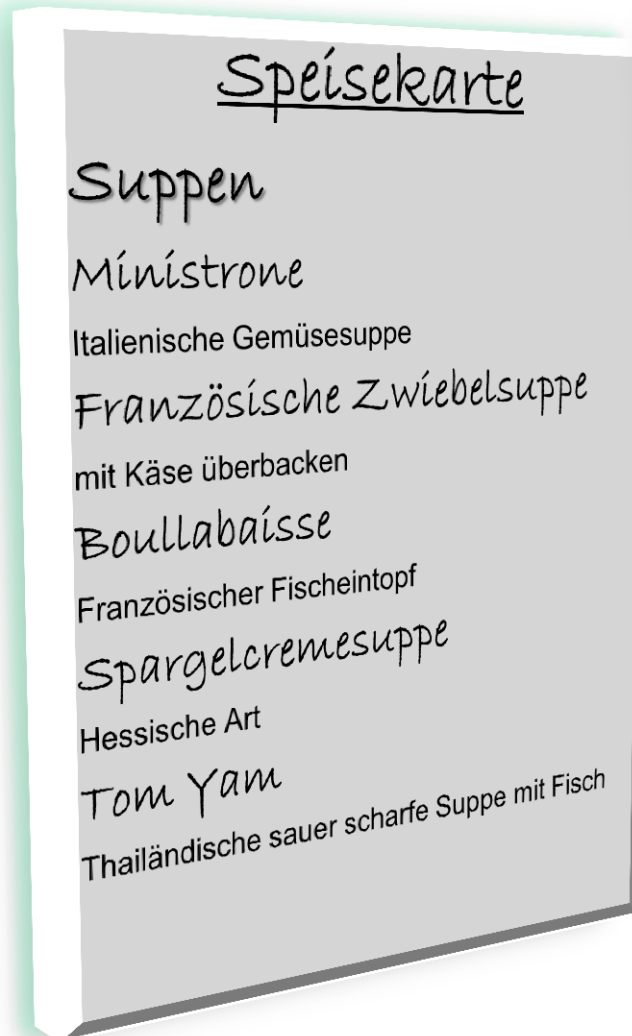 Speisekarte
Suppen
Ministrone
Italienische Gemüsesuppe
Französische Zwiebelsuppe
mit Käse überbacken
Boullabaisse
Französischer Fischeintopf
Spargelcremesuppe
Hessische Art
Tom Yam
Thailändische sauer scharfe Suppe mit Fisch